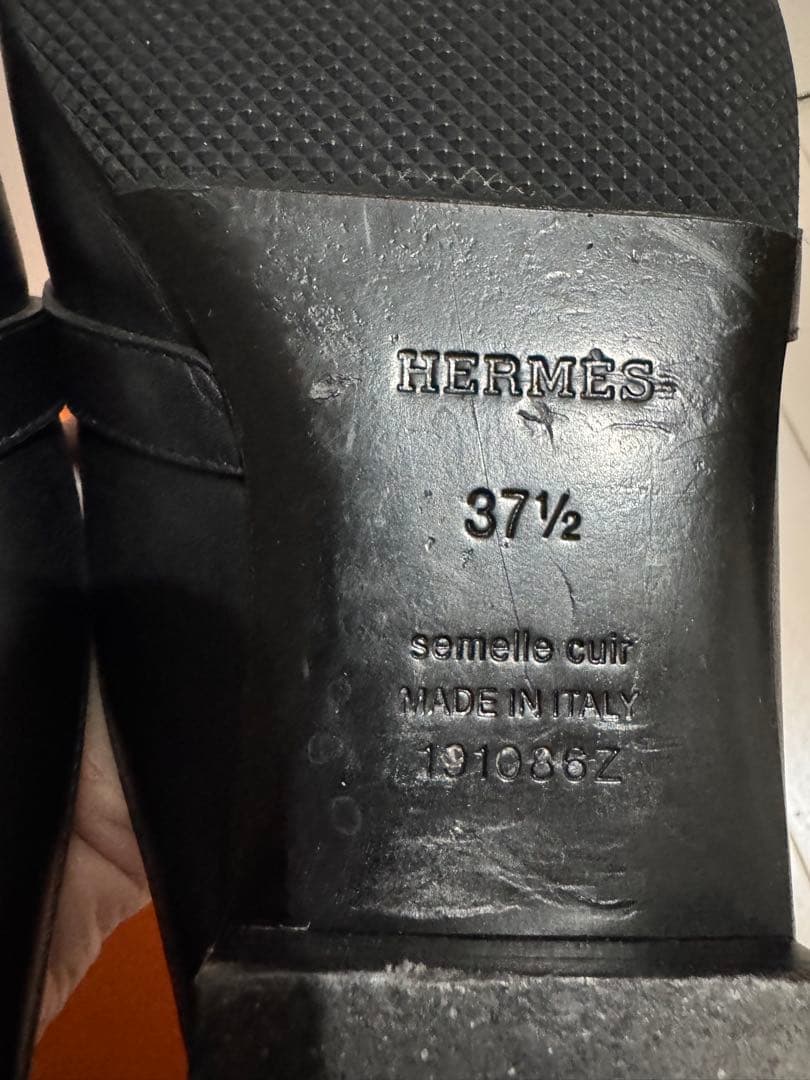 HERMÈS
37½
semelle cuir
MADE IN ITALY
191086Z